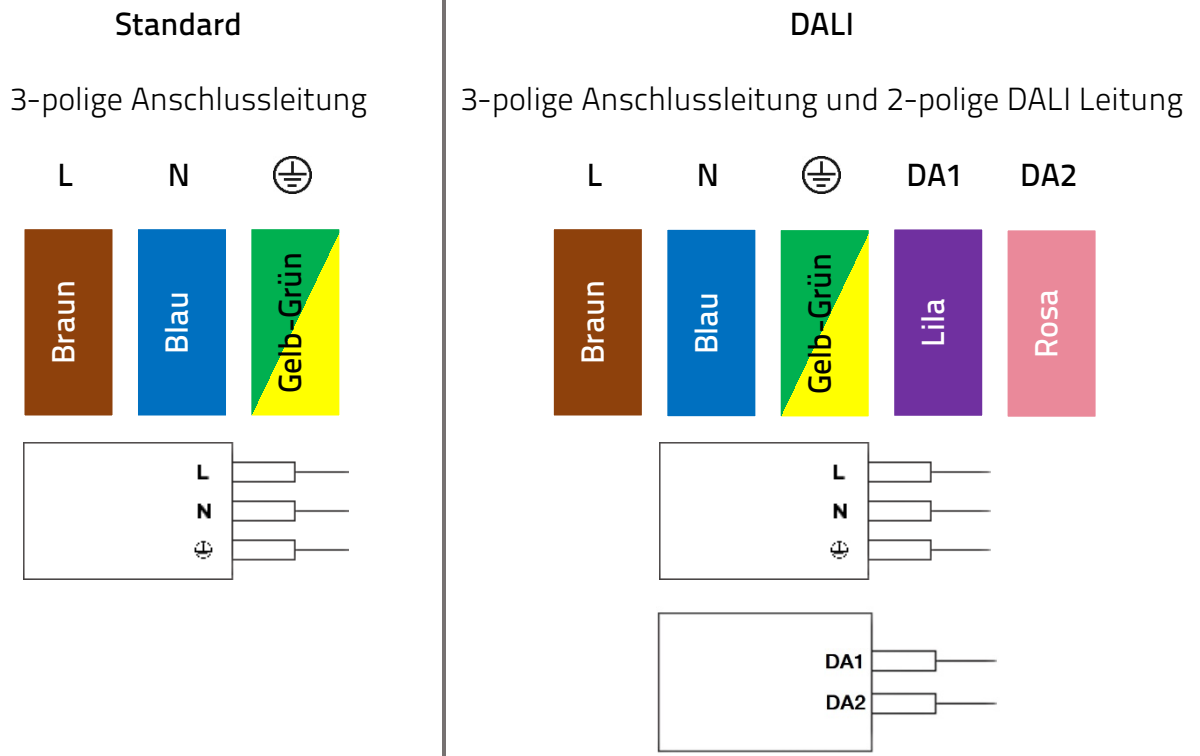 Standard
3-polige Anschlussleitung
L N
Braun
Blau
Gelb-Grün
L
N
DALI
3-polige Anschlussleitung und 2-polige DALI Leitung
L N DA1 DA2
Braun
Blau
Gelb-Grün
Lila
Rosa
L
N
DA1
DA2